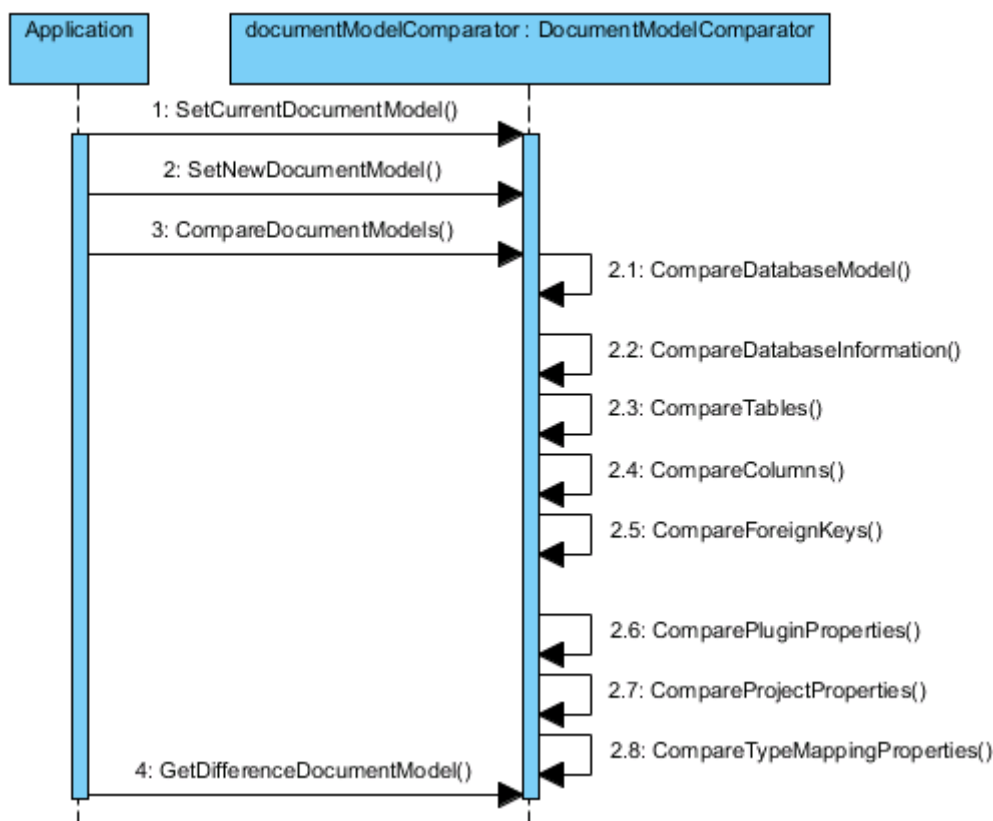 Application
documentModelComparator : DocumentModelComparator
1: SetCurrentDocumentModel()
2: SetNewDocumentModel()
3: CompareDocumentModels()
2.1: CompareDatabaseModel()
2.2: CompareDatabaseInformation()
2.3: CompareTables()
2.4: CompareColumns()
2.5: CompareForeignKeys()
2.6: ComparePluginProperties()
2.7: CompareProjectProperties()
2.8: CompareTypeMappingProperties()
4: GetDifferenceDocumentModel()